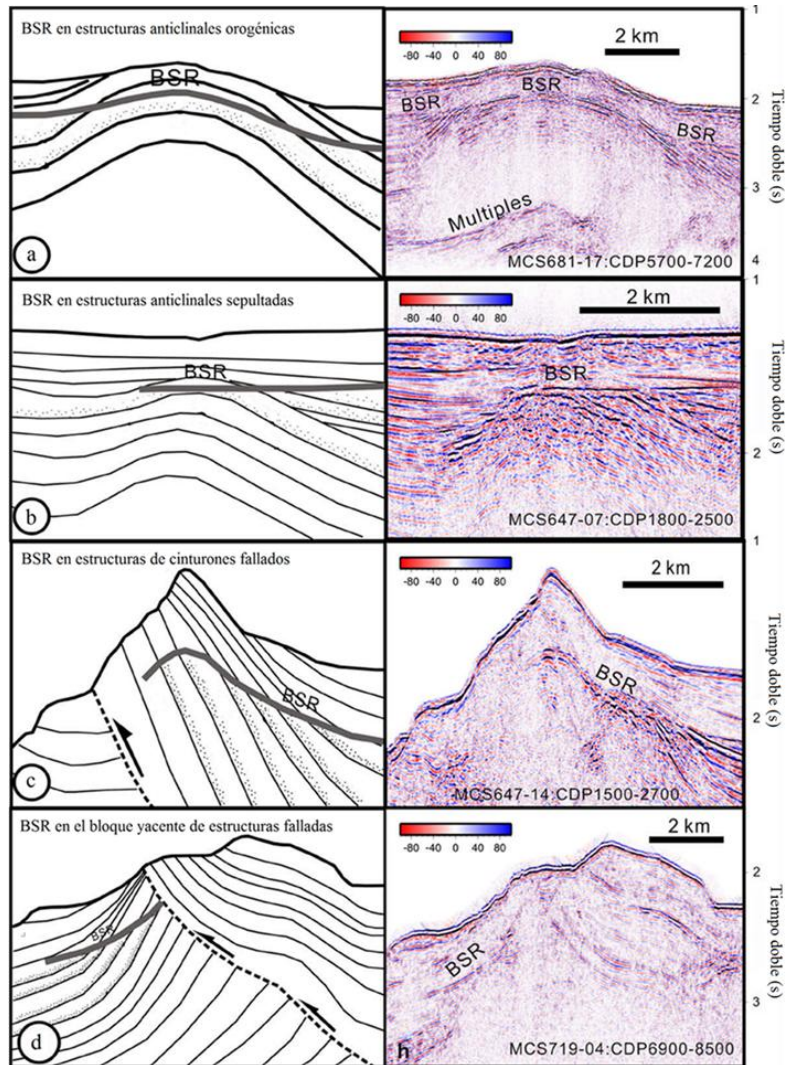 BSR en estructuras anticlinales orogénicas
BSR
a
-80 -40 0 40 80
2 km
BSR
BSR
BSR
Multiples
MCS681-17:CDP5700-7200
1
2
3
4
Tiempo doble (s)
BSR en estructuras anticlinales sepultadas
BSR
b
-80 -40 0 40 80
2 km
BSR
MCS647-07:CDP1800-2500
1
2
Tiempo doble (s)
BSR en estructuras de cinturones fallados
BSR
c
-80 -40 0 40 80
2 km
BSR
MCS647-14:CDP1500-2700
1
2
Tiempo doble (s)
BSR en el bloque yacente de estructuras falladas
BSR
d
-80 -40 0 40 80
2 km
BSR
h
MCS719-04:CDP6900-8500
2
3
Tiempo doble (s)